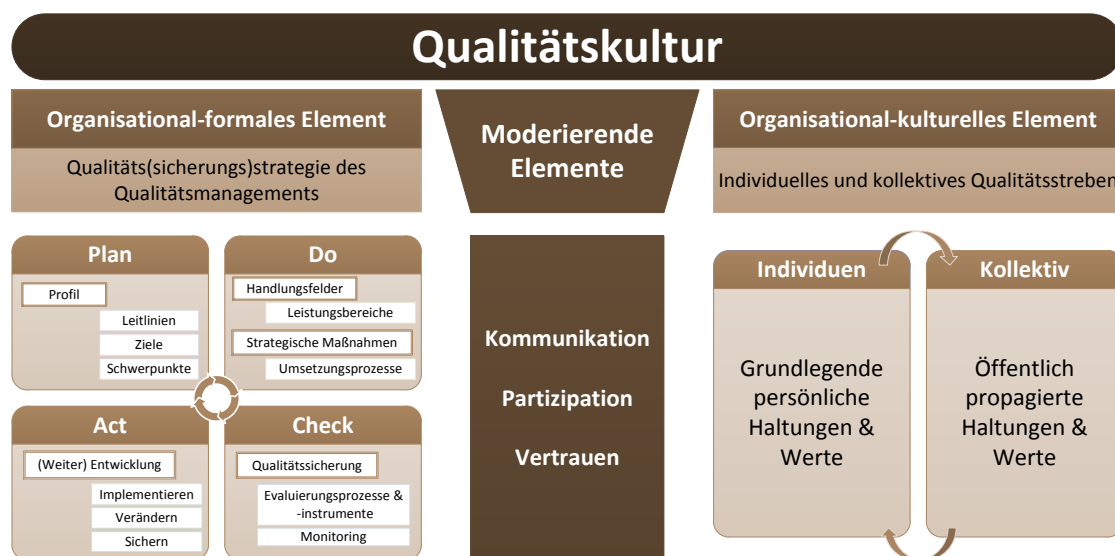 Qualitätskultur
Organisational-formales Element
Qualitäts(sicherungs)strategie des
Qualitätsmanagements
Plan
Profil
Leitlinien
Ziele
Schwerpunkte
Do
Handlungsfelder
Leistungsbereiche
Strategische Maßnahmen
Umsetzungsprozesse
Act
(Weiter) Entwicklung
Implementieren
Verändern
Sichern
Check
Qualitätssicherung
Evaluierungsprozesse &
-instrumente
Monitoring
Moderierende
Elemente
Kommunikation
Partizipation
Vertrauen
Organisational-kulturelles Element
Individuelles und kollektives Qualitätsstreben
Individuen
Grundlegende
persönliche
Haltungen &
Werte
Kollektiv
Öffentlich
propagierte
Haltungen &
Werte